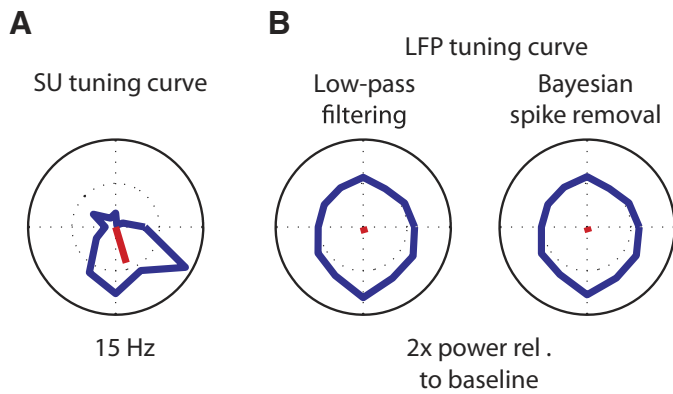 A
B
LFP tuning curve
SU tuning curve
Low-pass
filtering
Bayesian
spike removal
15 Hz
2x power rel .
to baseline